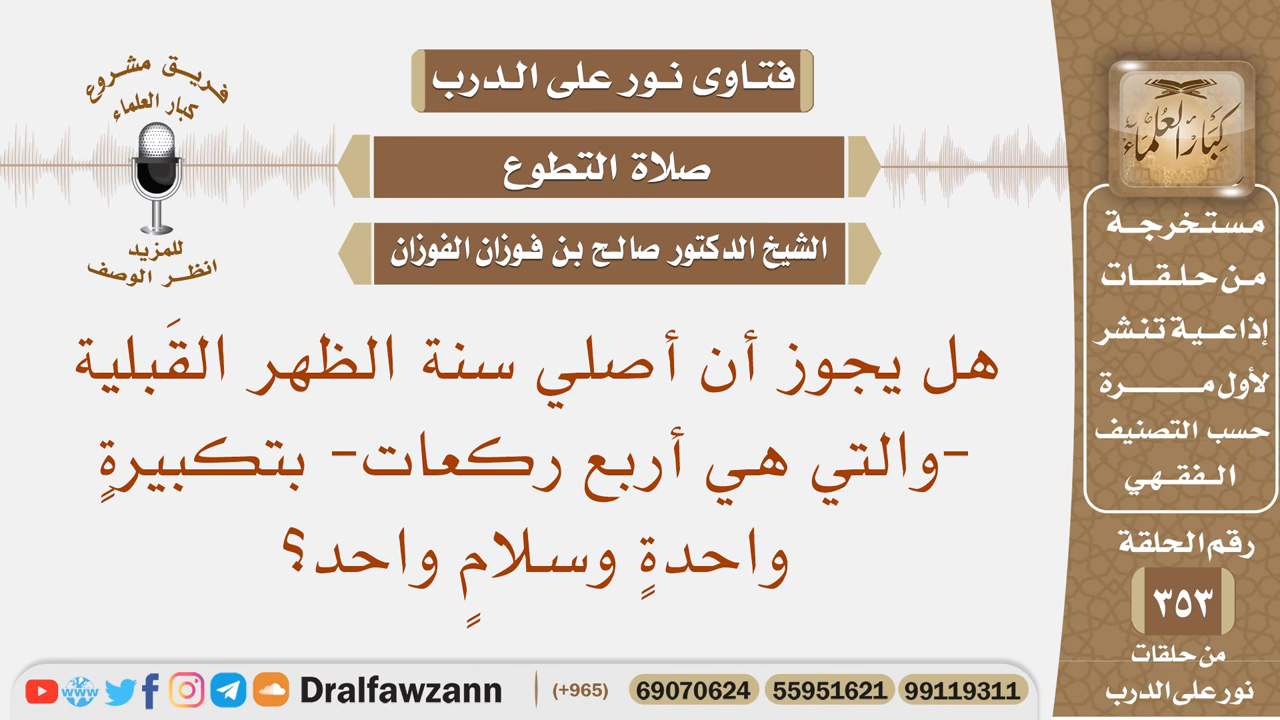 فتاوى نور على الدرب
صلاة التطوع
الشيخ الدكتور صالح بن فوزان الفوزان
هل يجوز أن أصلي سنة الظهر القَبلية
-والتي هي أربع ركعات- بتكبيرةٍ
واحدةٍ وسلامٍ واحد؟
كبار العلماء
مستخرجة
من حلقات
إذاعية تنشر
لأول مرة
حسب التصنيف
الفقهي
رقم الحلقة
٣٥٣
من حلقات
نور على الدرب
فريق مشروع
كبار العلماء
للمزيد
انظر الوصف
www
Dralfawzann
(+965) 69070624 55951621 99119311